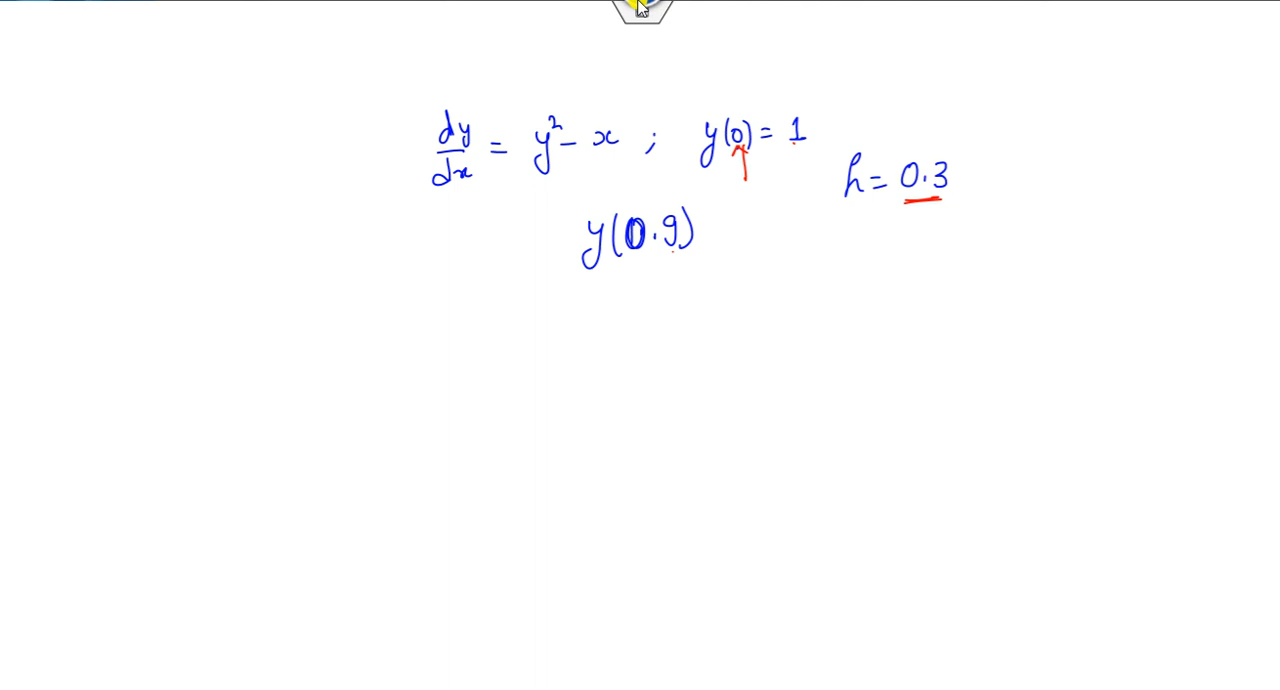 dy/dx = y² - x ; y(0) = 1
h = 0.3
y(0.9)